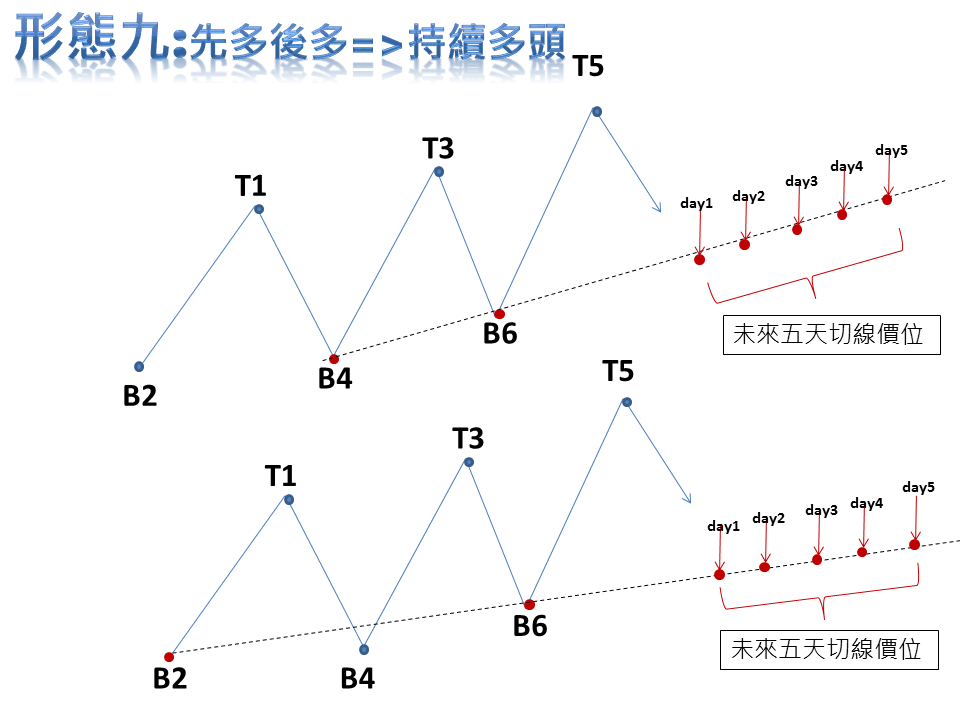 形態九:先多後多=>持續多頭
T5
T3
T1
day5
day4
day3
day2
day1
B6
未來五天切線價位
B4
B2
T5
T3
T1
day5
day4
day3
day2
day1
B6
未來五天切線價位
B2
B4